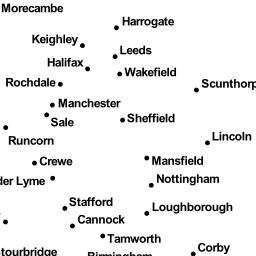 Morecambe
Harrogate
Keighley
Leeds
Halifax
Wakefield
Rochdale
Scunthorp
Manchester
Sale
Sheffield
Runcorn
Lincoln
Crewe
Mansfield
der Lyme
Nottingham
Stafford
Loughborough
Cannock
Tamworth
Corby
tourbridge
Birmingham